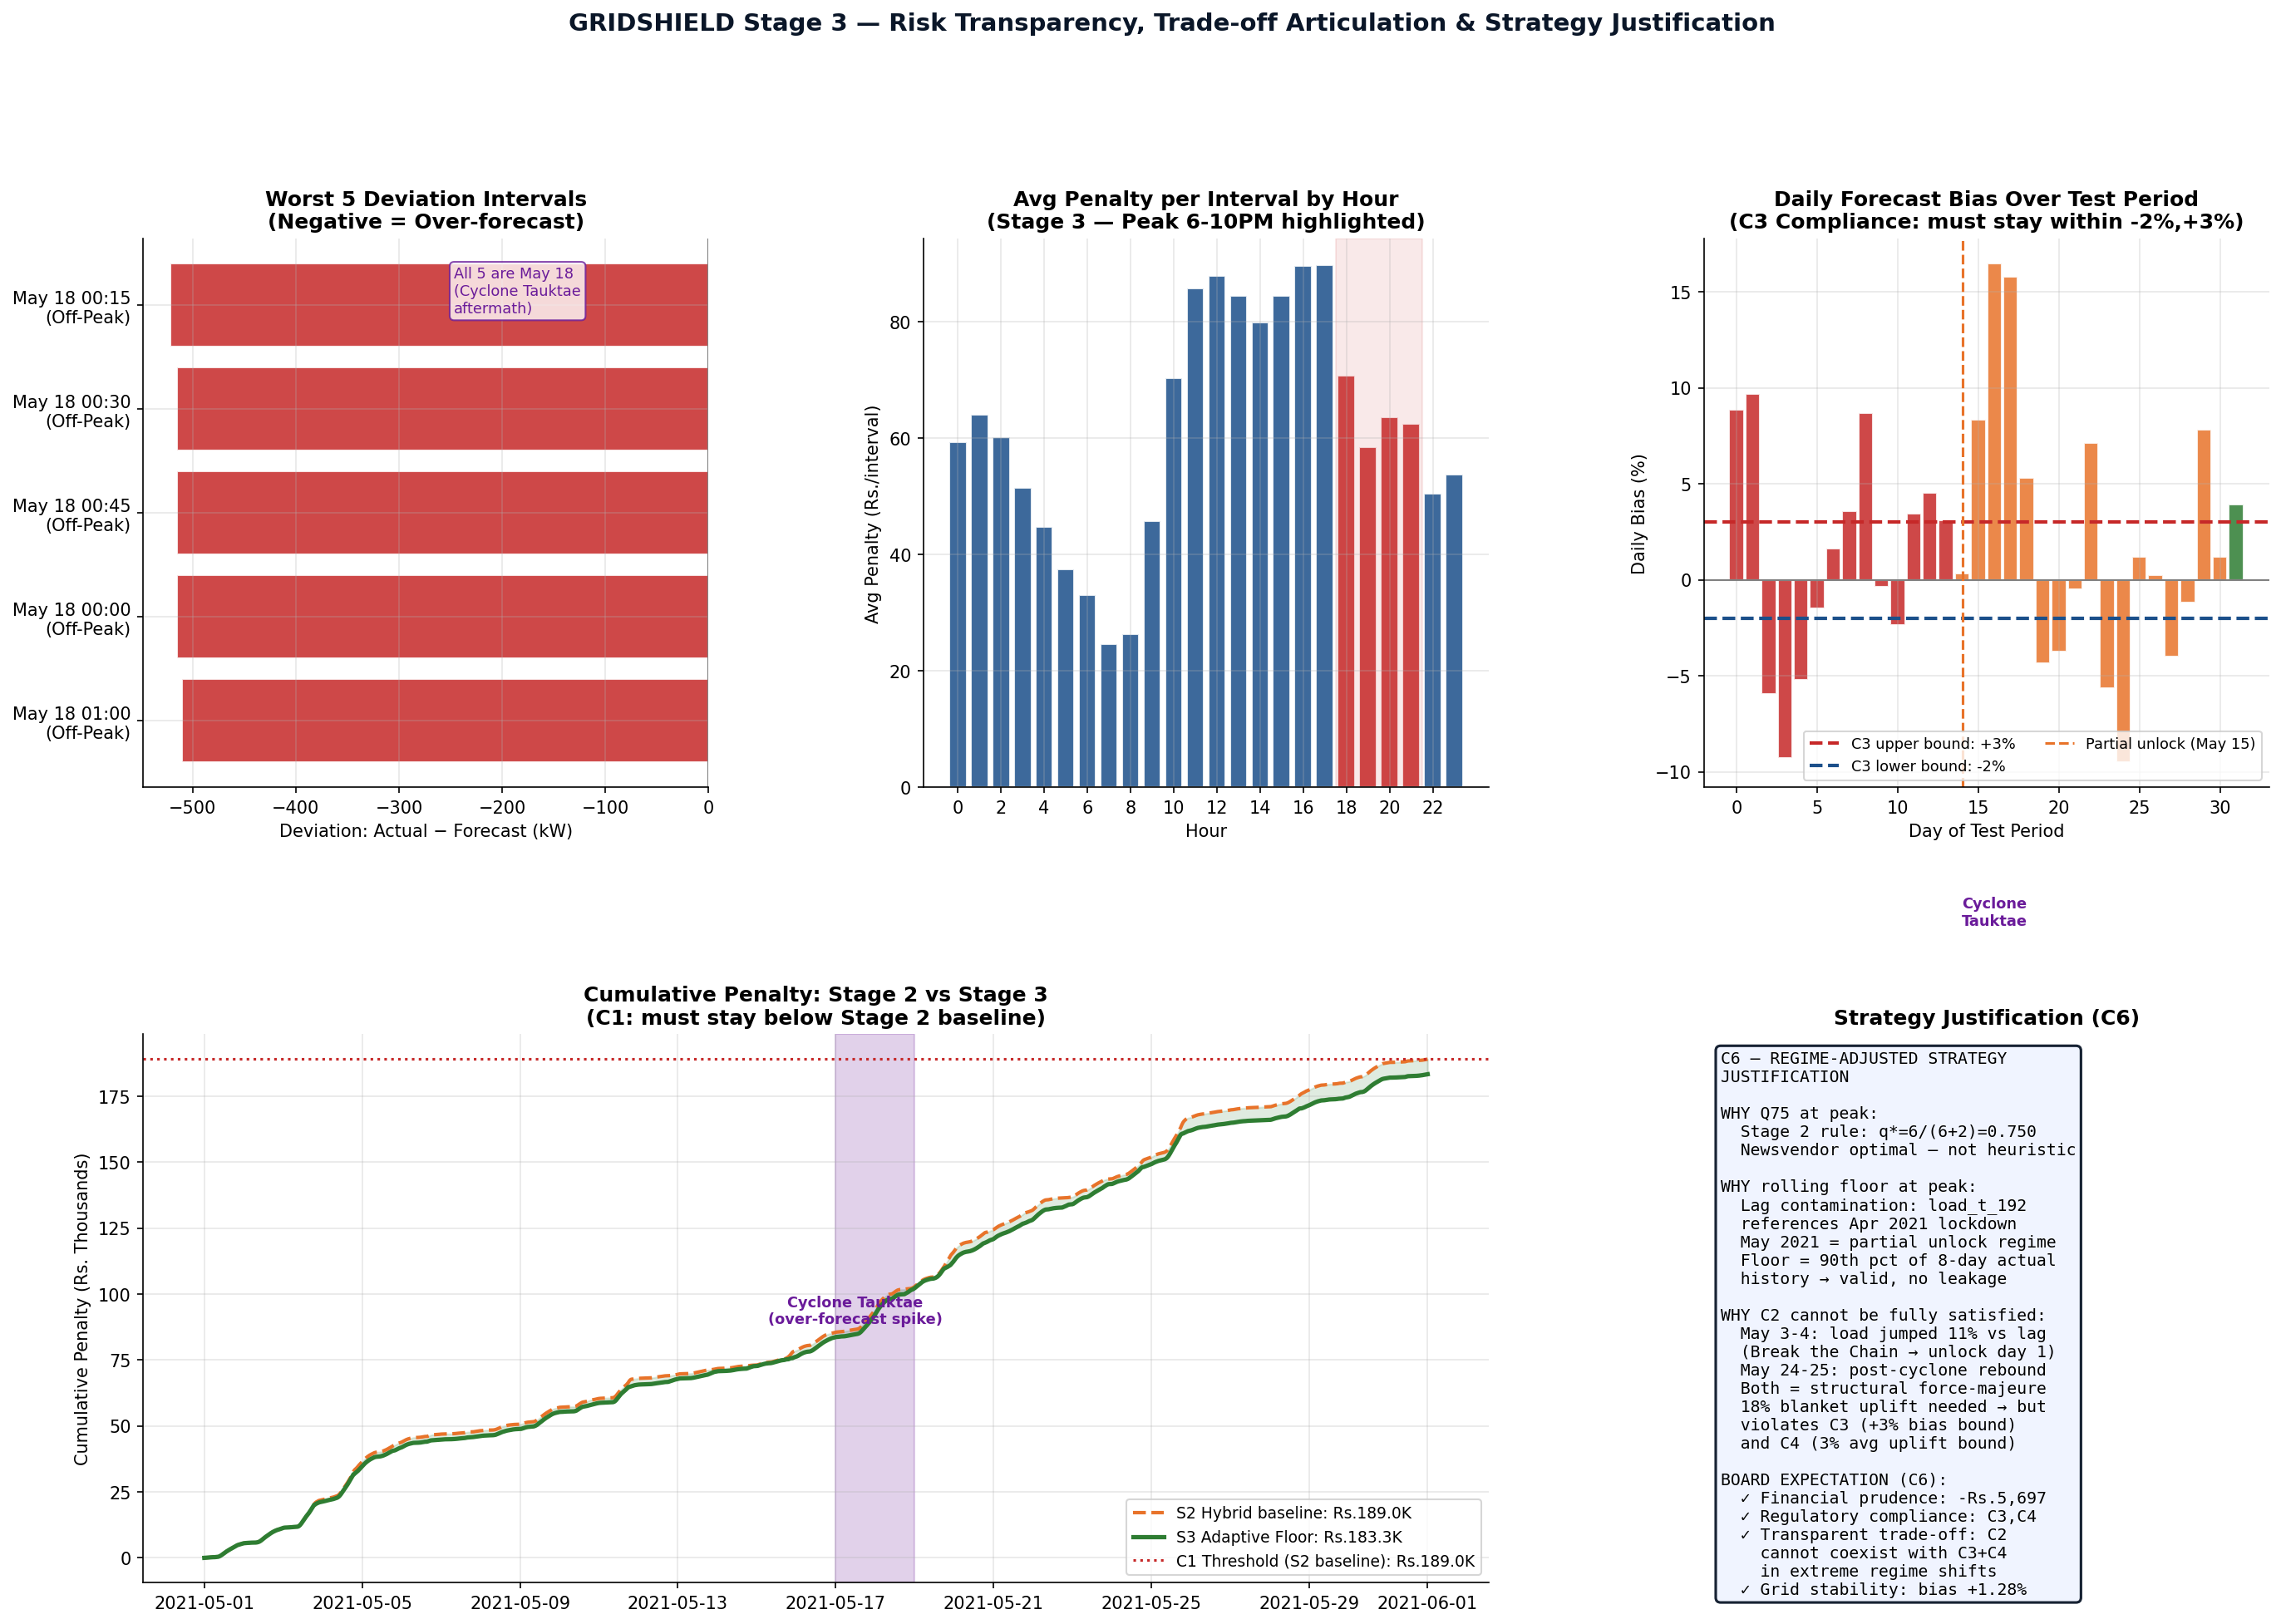 GRIDSHIELD Stage 3 — Risk Transparency, Trade-off Articulation & Strategy Justification
Worst 5 Deviation Intervals
(Negative = Over-forecast)
All 5 are May 18
(Cyclone Tauktae
aftermath)
May 18 00:15
(Off-Peak)
May 18 00:30
(Off-Peak)
May 18 00:45
(Off-Peak)
May 18 00:00
(Off-Peak)
May 18 01:00
(Off-Peak)
−500 −400 −300 −200 −100 0
Deviation: Actual − Forecast (kW)
Avg Penalty per Interval by Hour
(Stage 3 — Peak 6-10PM highlighted)
Avg Penalty (Rs./interval)
80
60
40
20
0
0 2 4 6 8 10 12 14 16 18 20 22
Hour
Daily Forecast Bias Over Test Period
(C3 Compliance: must stay within -2%,+3%)
Daily Bias (%)
15
10
5
0
−5
−10
C3 upper bound: +3%
C3 lower bound: -2%
Partial unlock (May 15)
0 5 10 15 20 25 30
Day of Test Period
Cyclone
Tauktae
Cumulative Penalty: Stage 2 vs Stage 3
(C1: must stay below Stage 2 baseline)
Cumulative Penalty (Rs. Thousands)
175
150
125
100
75
50
25
0
Cyclone Tauktae
(over-forecast spike)
S2 Hybrid baseline: Rs.189.0K
S3 Adaptive Floor: Rs.183.3K
C1 Threshold (S2 baseline): Rs.189.0K
2021-05-01 2021-05-05 2021-05-09 2021-05-13 2021-05-17 2021-05-21 2021-05-25 2021-05-29 2021-06-01
Strategy Justification (C6)
C6 — REGIME-ADJUSTED STRATEGY
JUSTIFICATION
WHY Q75 at peak:
Stage 2 rule: q*=6/(6+2)=0.750
Newsvendor optimal — not heuristic
WHY rolling floor at peak:
Lag contamination: load_t_192
references Apr 2021 lockdown
May 2021 = partial unlock regime
Floor = 90th pct of 8-day actual
history → valid, no leakage
WHY C2 cannot be fully satisfied:
May 3-4: load jumped 11% vs lag
(Break the Chain → unlock day 1)
May 24-25: post-cyclone rebound
Both = structural force-majeure
18% blanket uplift needed → but
violates C3 (+3% bias bound)
and C4 (3% avg uplift bound)
BOARD EXPECTATION (C6):
✓ Financial prudence: -Rs.5,697
✓ Regulatory compliance: C3,C4
✓ Transparent trade-off: C2
cannot coexist with C3+C4
in extreme regime shifts
✓ Grid stability: bias +1.28%